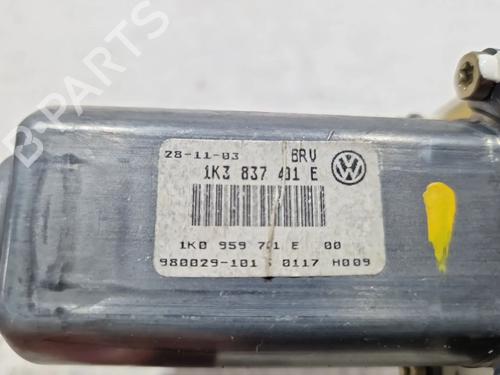 B-PARTS
28-11-03 BRV
1K3 837 401 E
1K0 959 701 E 00
980029-101 0117 H009